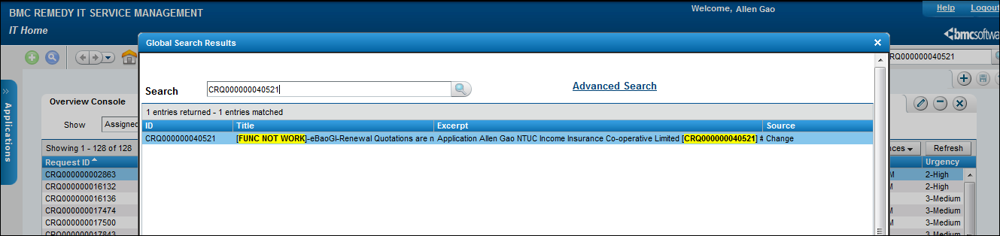 BMC REMEDY IT SERVICE MANAGEMENT
Welcome, Allen Gao
Help
Logout
IT Home
bmcsoftwa
Global Search Results
CRQ000000040521
Search
CRQ000000040521
Advanced Search
Applications
Overview Console
Show
Assigned
1 entries returned - 1 entries matched
ID Title Excerpt Source
CRQ000000040521 [FUNC NOT WORK]-eBaoGI-Renewal Quotations are n Application Allen Gao NTUC Income Insurance Co-operative Limited [CRQ000000040521] # Change
Showing 1 - 128 of 128
nces
Refresh
Request ID
Urgency
CRQ000000002863 M 2-High
CRQ000000016132 2-High
CRQ000000016136 3-Medium
CRQ000000017474 M 3-Medium
CRQ000000017500 M 3-Medium
CRQ000000017843 3-Medium